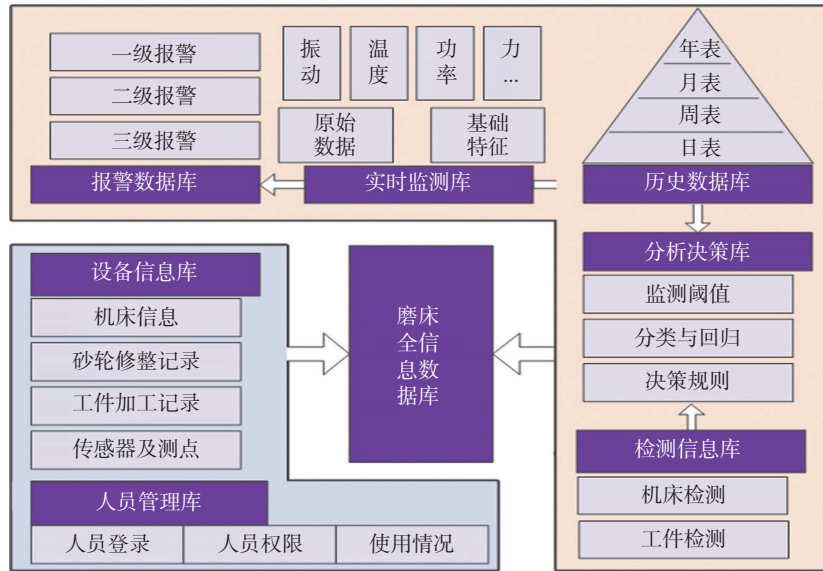 一级报警
二级报警
三级报警
报警数据库
振
动
温
度
功
率
力
...
原始
数据
基础
特征
实时监测库
年表
月表
周表
日表
历史数据库
分析决策库
监测阈值
分类与回归
决策规则
检测信息库
机床检测
工件检测
设备信息库
机床信息
砂轮修整记录
工件加工记录
传感器及测点
人员管理库
人员登录
人员权限
使用情况
磨床
全信
息数
据库